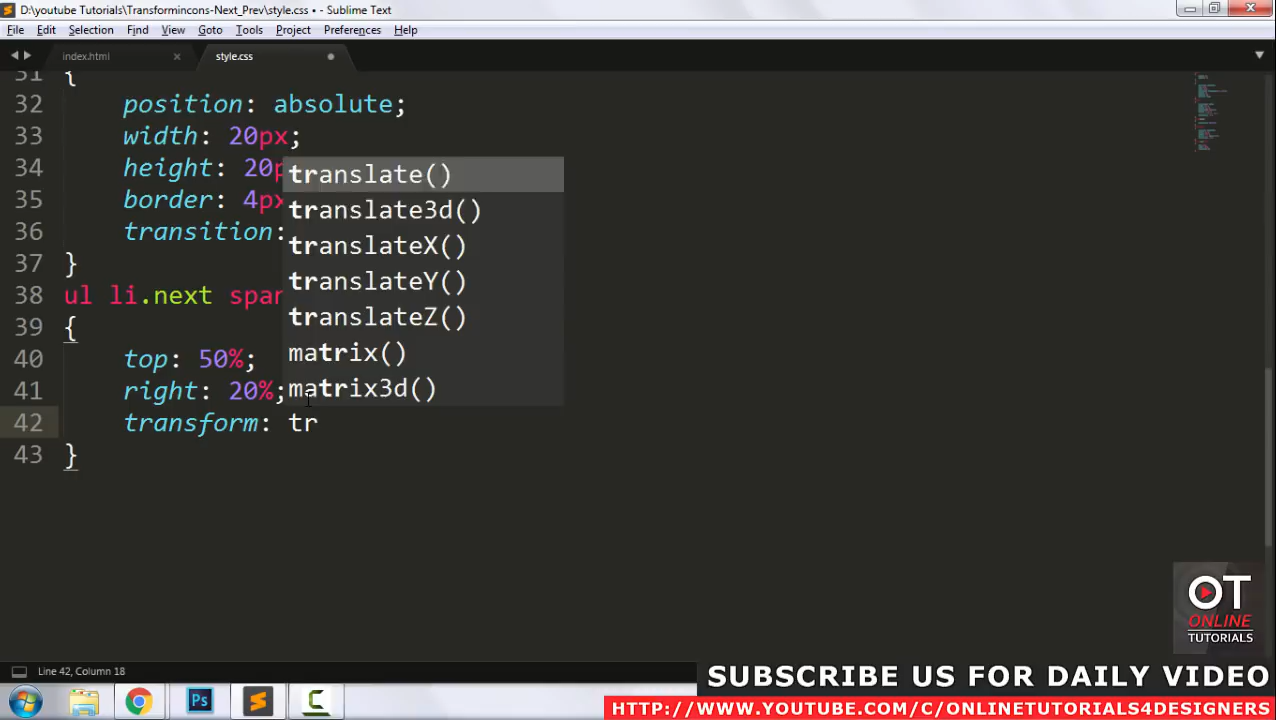 D:\youtube Tutorials\Transformincons-Next_Prev\style.css • - Sublime Text
File Edit Selection Find View Goto Tools Project Preferences Help
index.html × style.css
31 {
32 position: absolute;
33 width: 20px;
34 height: 20p
translate()
35 border: 4px
translate3d()
36 transition:
translateX()
37 }
translateY()
38 ul li.next span
translateZ()
39 {
matrix()
40 top: 50%;
matrix3d()
41 right: 20%;
42 transform: tr
43 }
OT
ONLINE
TUTORIALS
Line 42, Column 18
SUBSCRIBE US FOR DAILY VIDEO
Ps
C
HTTP://WWW.YOUTUBE.COM/C/ONLINETUTORIALS4DESIGNERS